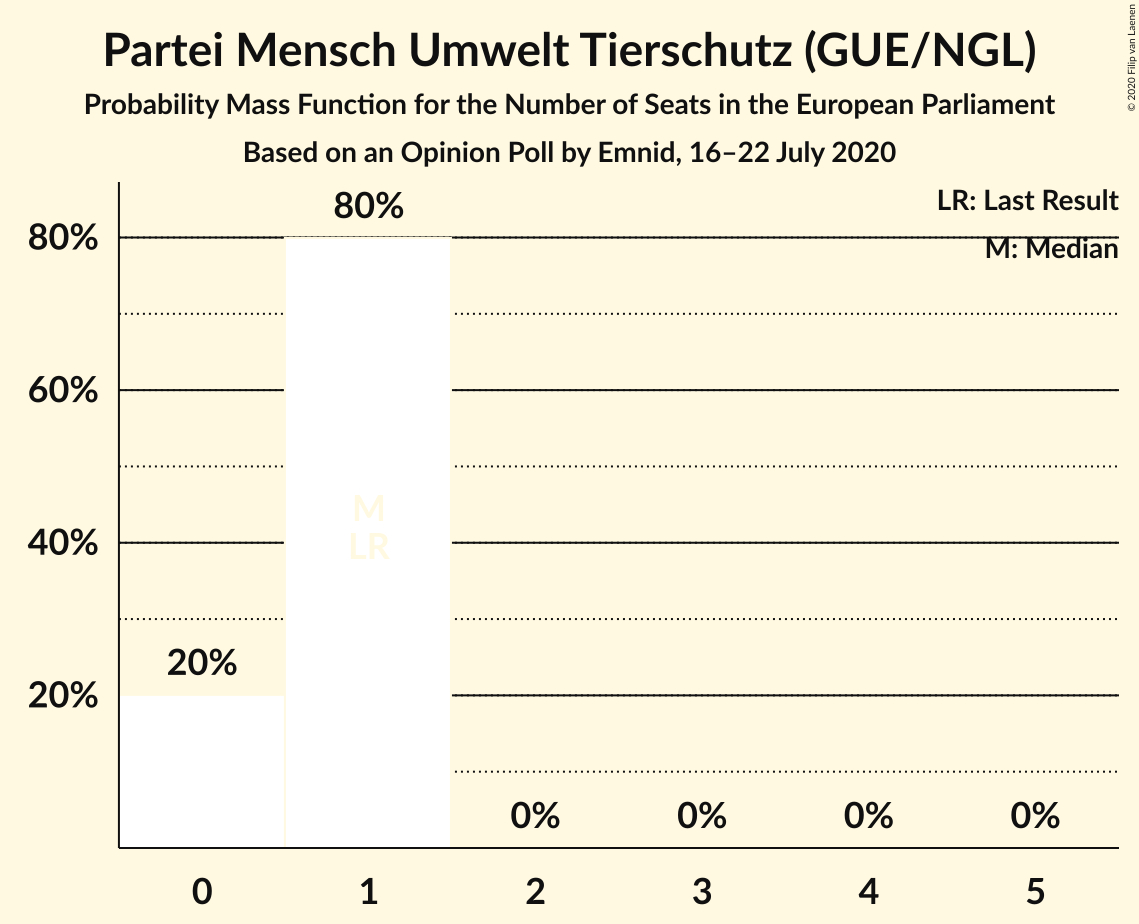 Partei Mensch Umwelt Tierschutz (GUE/NGL)
Probability Mass Function for the Number of Seats in the European Parliament
Based on an Opinion Poll by Emnid, 16–22 July 2020
© 2020 Filip van Laenen
LR: Last Result
M: Median
80%
60%
40%
20%
20%
80%
M
LR
0%
0%
0%
0%
0 1 2 3 4 5